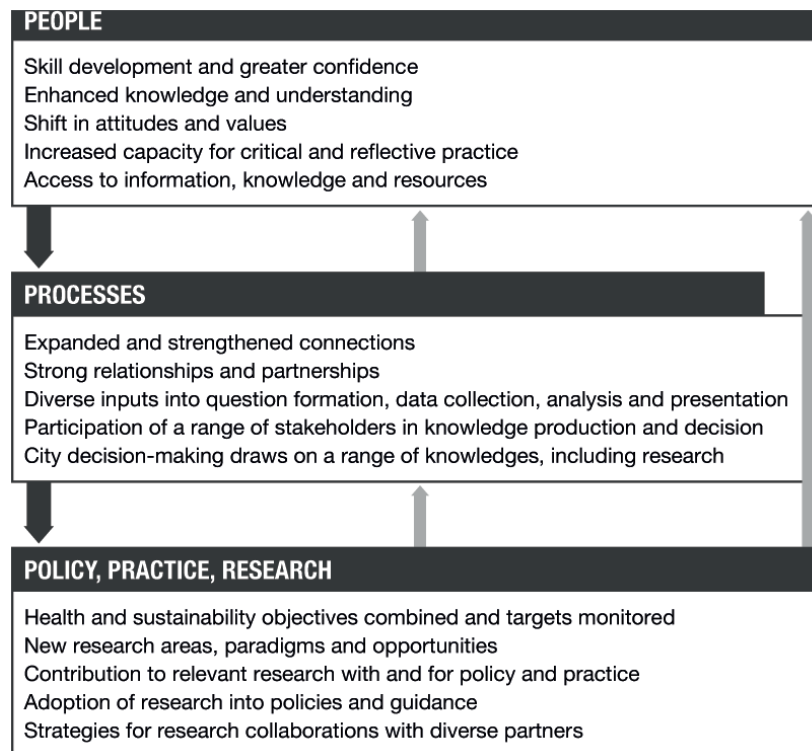 PEOPLE
Skill development and greater confidence
Enhanced knowledge and understanding
Shift in attitudes and values
Increased capacity for critical and reflective practice
Access to information, knowledge and resources
PROCESSES
Expanded and strengthened connections
Strong relationships and partnerships
Diverse inputs into question formation, data collection, analysis and presentation
Participation of a range of stakeholders in knowledge production and decision
City decision-making draws on a range of knowledges, including research
POLICY, PRACTICE, RESEARCH
Health and sustainability objectives combined and targets monitored
New research areas, paradigms and opportunities
Contribution to relevant research with and for policy and practice
Adoption of research into policies and guidance
Strategies for research collaborations with diverse partners